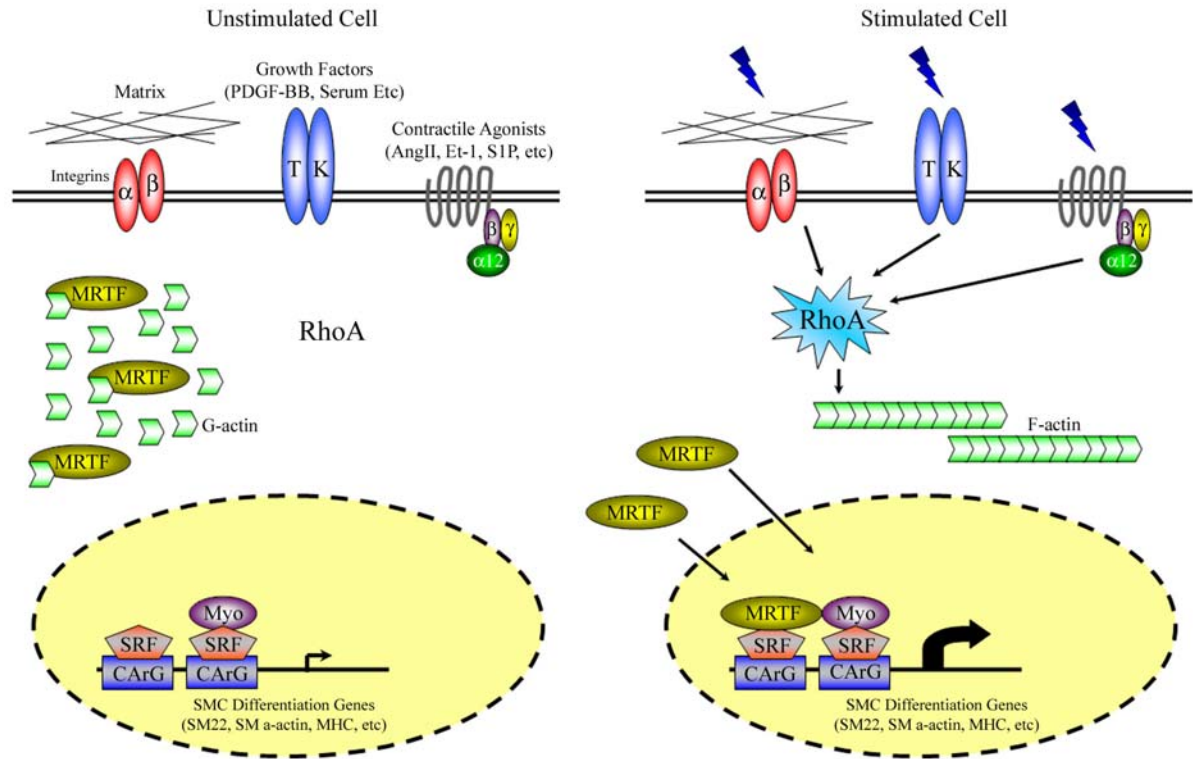 Unstimulated Cell
Matrix
Growth Factors
(PDGF-BB, Serum Etc)
Contractile Agonists
(AngII, Et-1, S1P, etc)
Integrins
α
β
T
K
β
γ
α12
MRTF
MRTF
MRTF
RhoA
G-actin
Myo
SRF
SRF
CArG
CArG
SMC Differentiation Genes
(SM22, SM a-actin, MHC, etc)
Stimulated Cell
α
β
T
K
β
γ
α12
RhoA
F-actin
MRTF
MRTF
MRTF
Myo
SRF
SRF
CArG
CArG
SMC Differentiation Genes
(SM22, SM a-actin, MHC, etc)